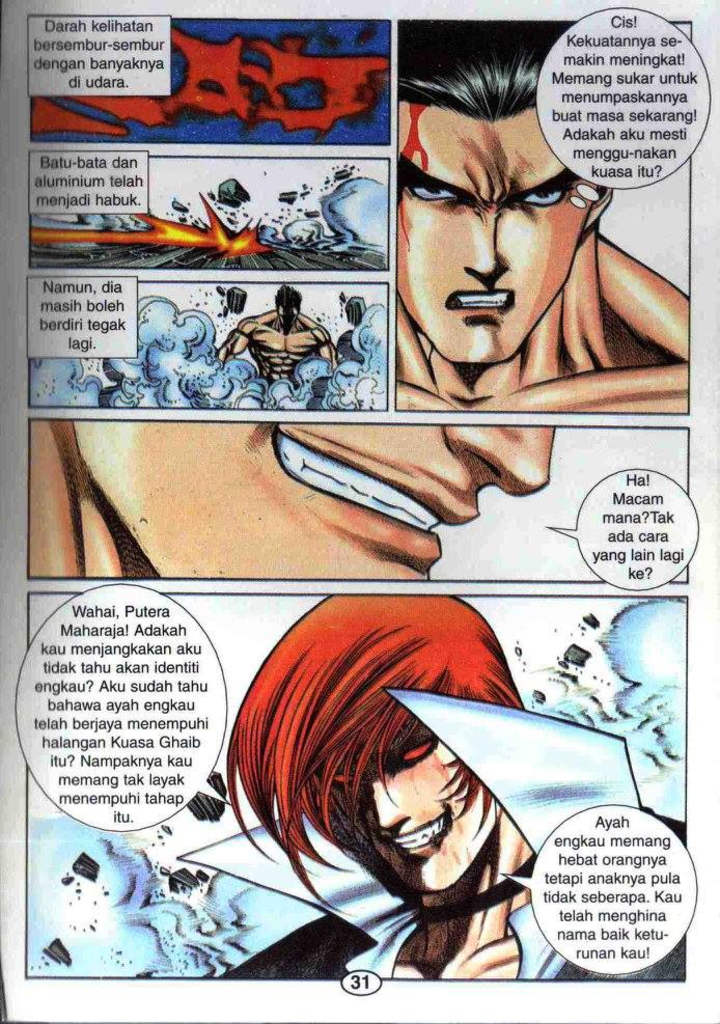 Darah kelihatan
bersembur-sembur
dengan banyaknya
di udara.
Batu-bata dan
aluminium telah
menjadi habuk.
Namun, dia
masih boleh
berdiri tegak
lagi.
Cis!
Kekuatannya se-
makin meningkat!
Memang sukar untuk
menumpaskannya
buat masa sekarang!
Adakah aku mesti
menggu-nakan
kuasa itu?
Ha!
Macam
mana?Tak
ada cara
yang lain lagi
ke?
Wahai, Putera
Maharaja! Adakah
kau menjangkakan aku
tidak tahu akan identiti
engkau? Aku sudah tahu
bahawa ayah engkau
telah berjaya menempuhi
halangan Kuasa Ghaib
itu? Nampaknya kau
memang tak layak
menempuhi tahap
itu.
Ayah
engkau memang
hebat orangnya
tetapi anaknya pula
tidak seberapa. Kau
telah menghina
nama baik ketu-
runan kau!
31